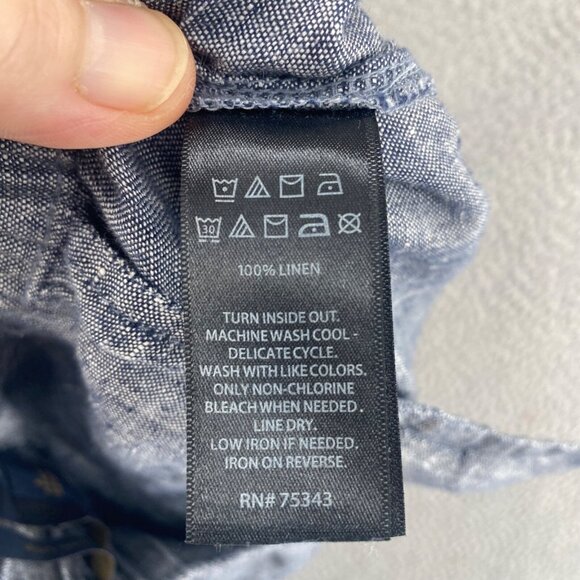 30
100% LINEN
TURN INSIDE OUT.
MACHINE WASH COOL -
DELICATE CYCLE.
WASH WITH LIKE COLORS.
ONLY NON-CHLORINE
BLEACH WHEN NEEDED.
LINE DRY.
LOW IRON IF NEEDED.
IRON ON REVERSE.
RN# 75343